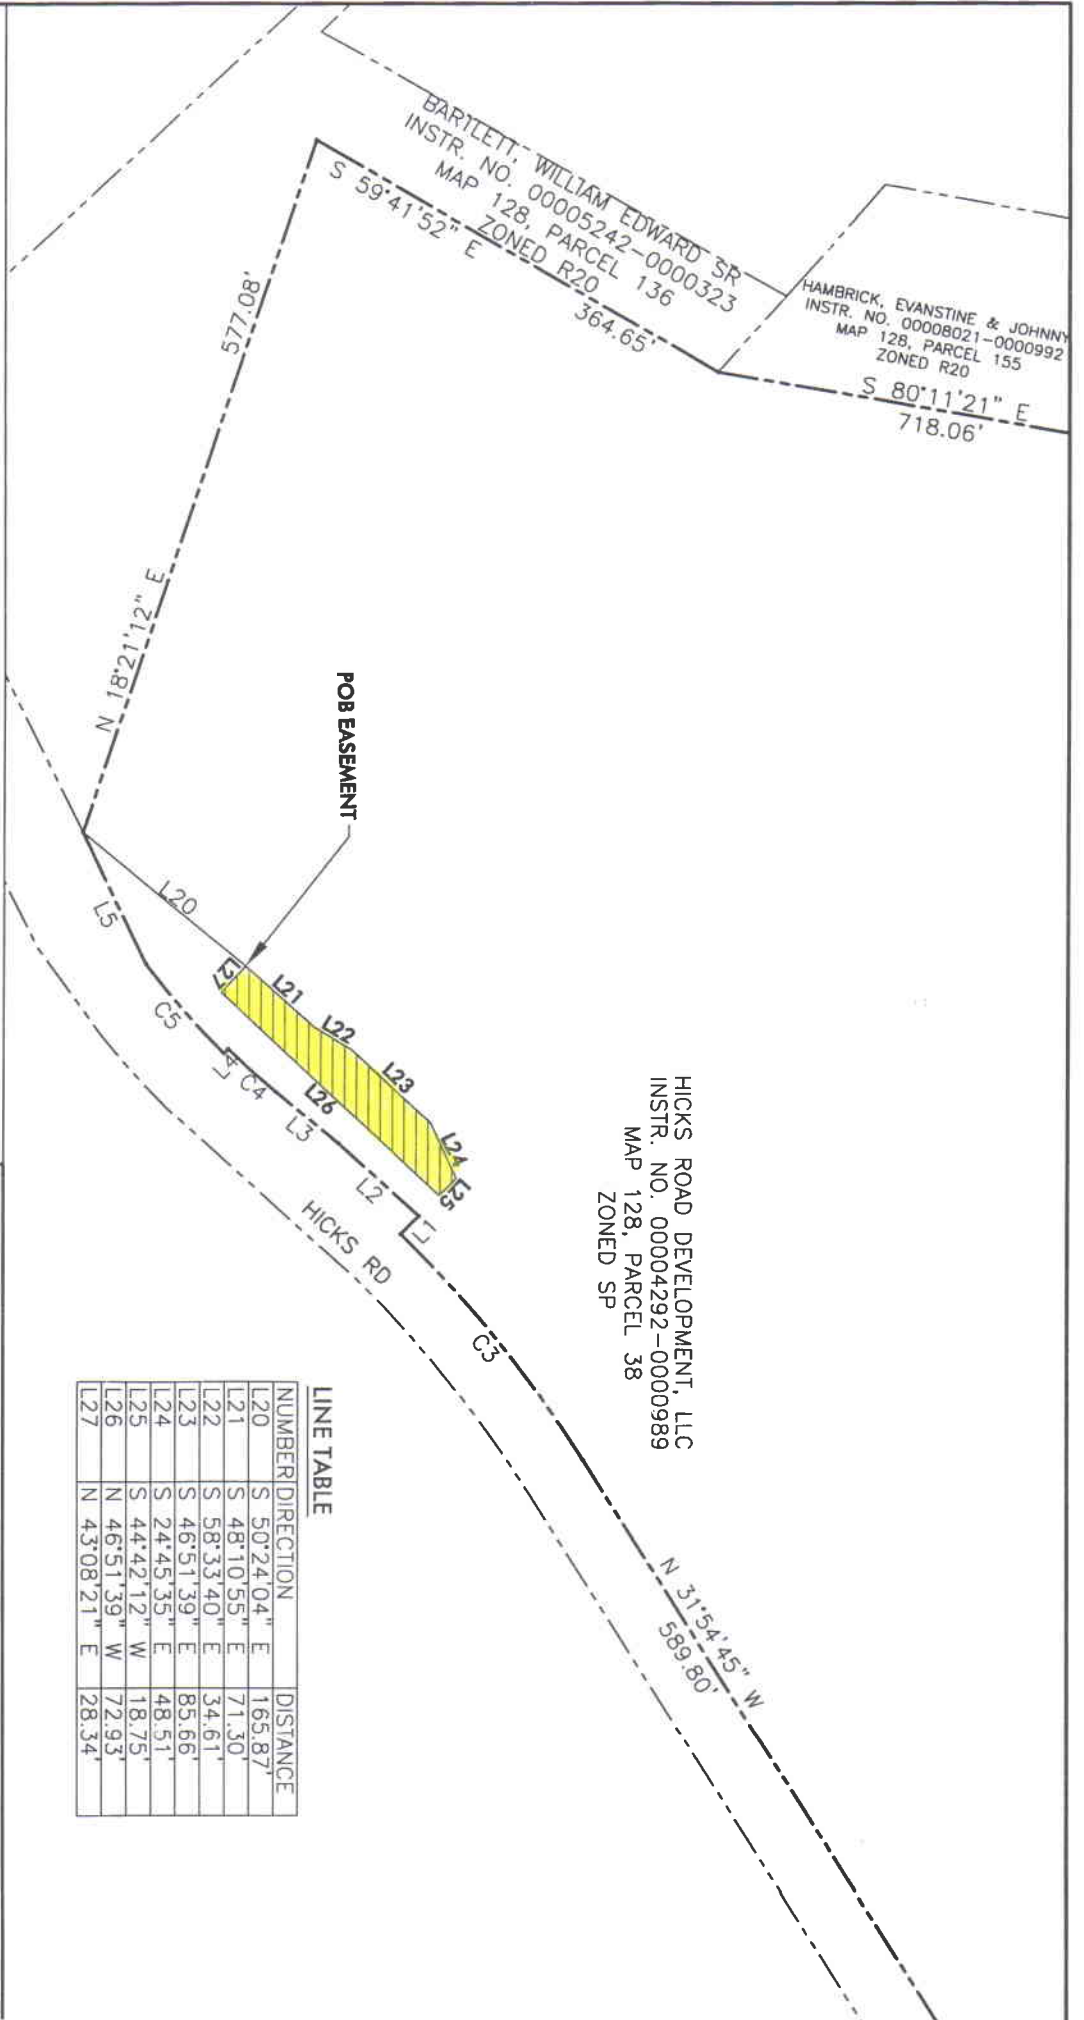 BARTLETT, WILLIAM EDWARD SR
INSTR. NO. 00005242-0000323
MAP 128, PARCEL 136
ZONED R20
S 59°41'52" E
364.65'
HAMBRICK, EVANSTINE & JOHNNY
INSTR. NO. 00008021-0000992
MAP 128, PARCEL 155
ZONED R20
S 80°11'21" E
718.06'
577.08'
N 18°21'12" E
POB EASEMENT
L20
L5
C5
L27
L21
L22
L23
L24
L25
L26
L4
C4
L3
L2
L1
HICKS RD
C3
HICKS ROAD DEVELOPMENT, LLC
INSTR. NO. 00004292-0000989
MAP 128, PARCEL 38
ZONED SP
N 31°54'45" W
589.80'
LINE TABLE
NUMBER DIRECTION DISTANCE
L20 S 50°24'04" E 165.87'
L21 S 48°10'55" E 71.30'
L22 S 58°33'40" E 34.61'
L23 S 46°51'39" E 85.66'
L24 S 24°45'35" E 48.51'
L25 S 44°42'12" W 18.75'
L26 N 46°51'39" W 72.93'
L27 N 43°08'21" E 28.34'